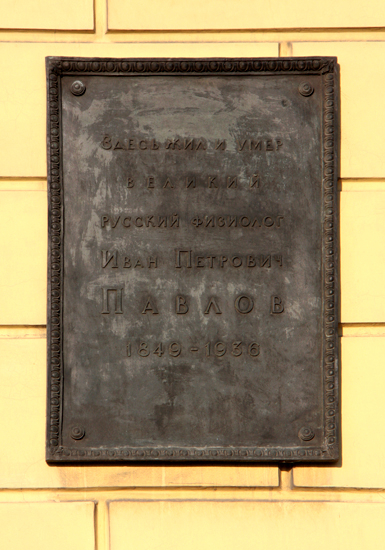 Здесь жил и умер
великий
русский физиолог
Иван Петрович
Павлов
1849-1936